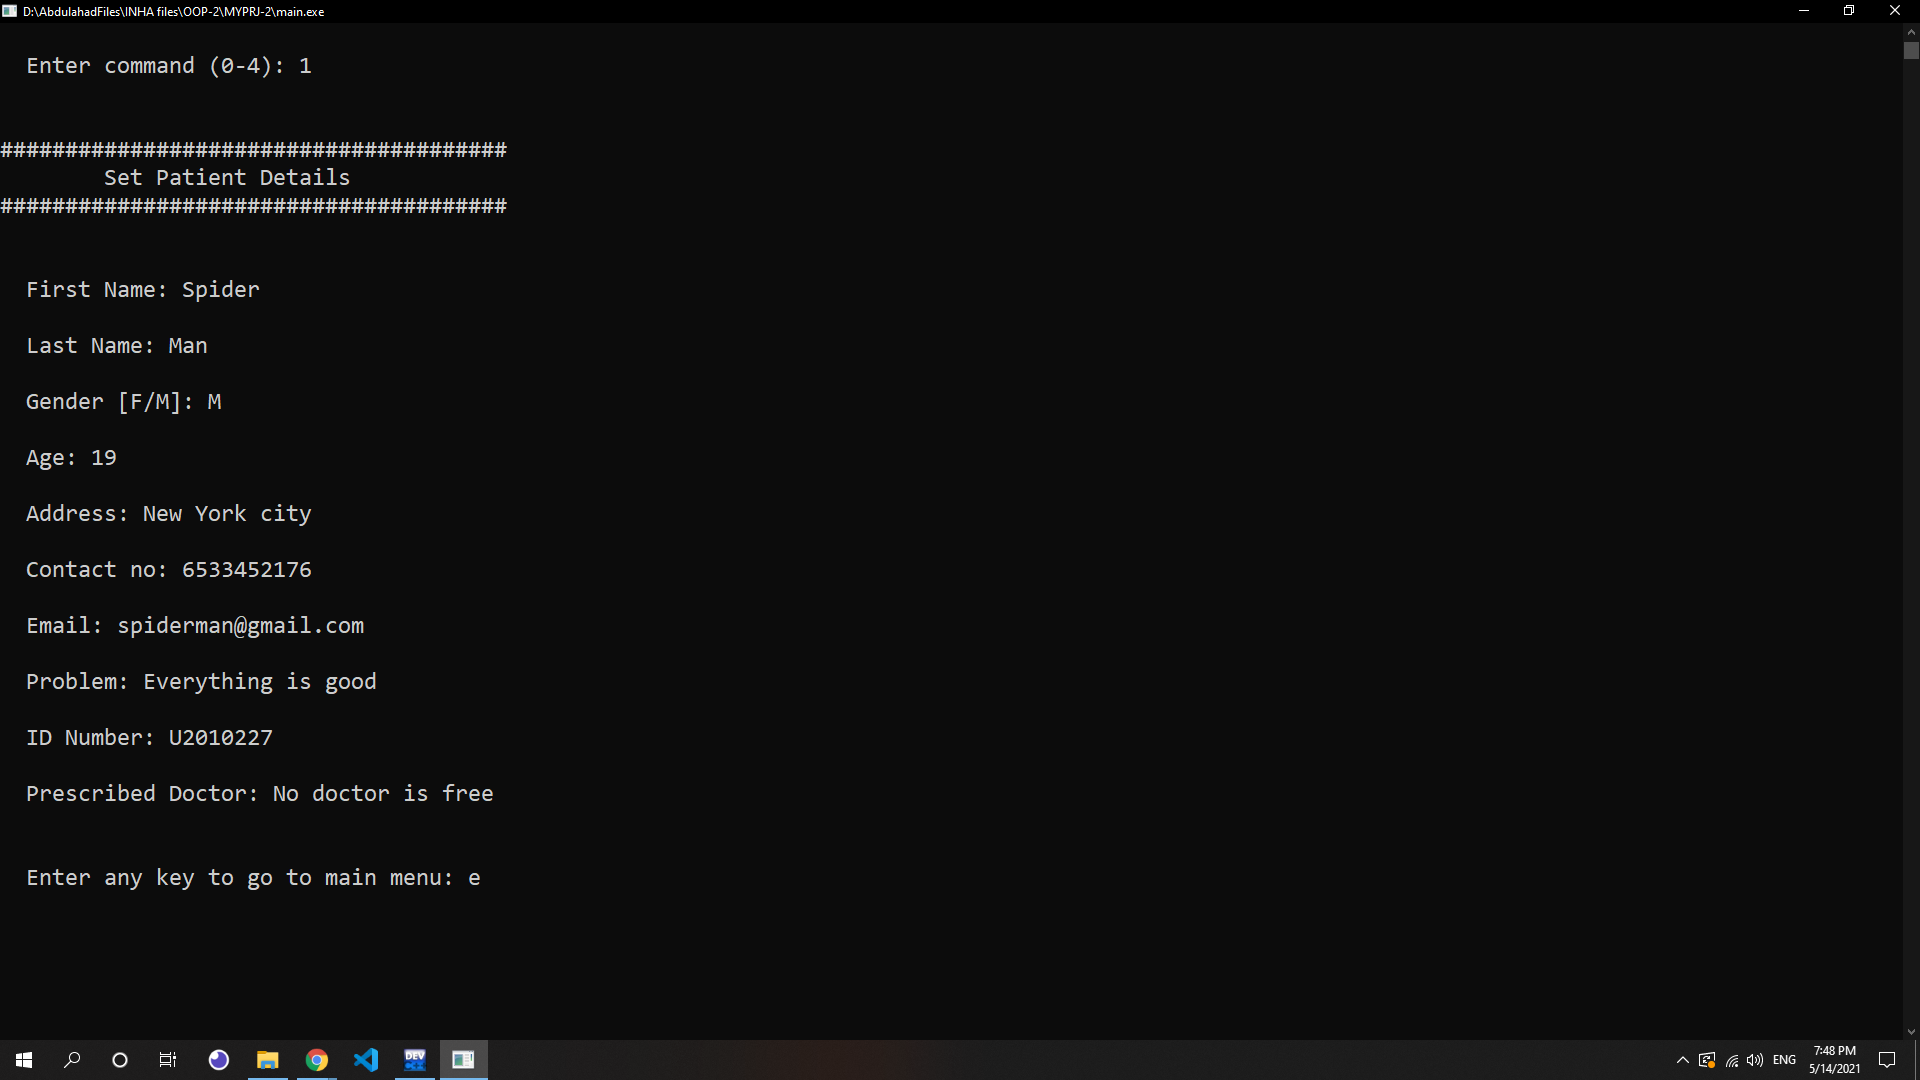 D:\AbdulahadFiles\INHA files\OOP-2\MYPRJ-2\main.exe
Enter command (0-4): 1
#######################################
Set Patient Details
#######################################
First Name: Spider
Last Name: Man
Gender [F/M]: M
Age: 19
Address: New York city
Contact no: 6533452176
Email: spiderman@gmail.com
Problem: Everything is good
ID Number: U2010227
Prescribed Doctor: No doctor is free
Enter any key to go to main menu: e
DEV C++
ENG
7:48 PM
5/14/2021